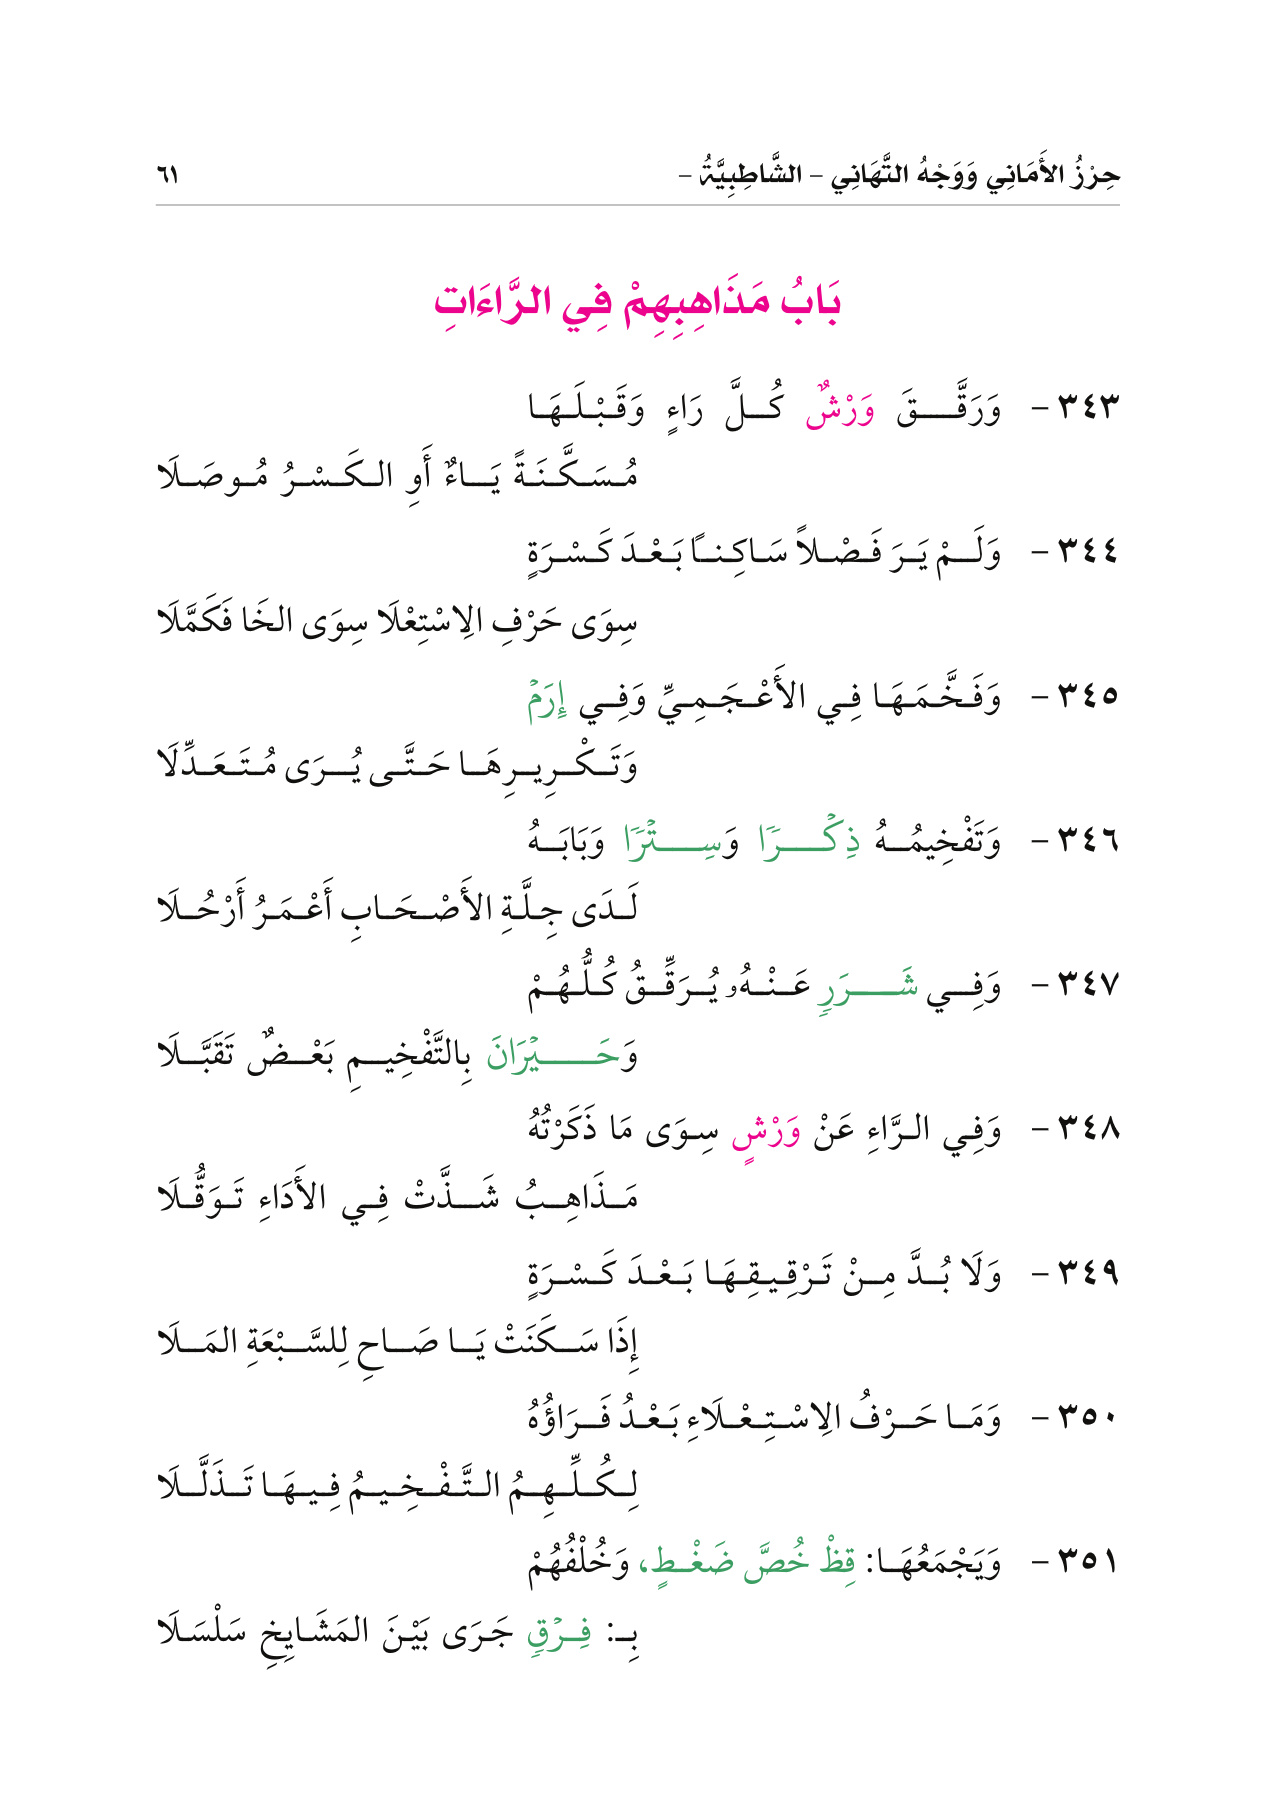 حِرْزُ الأَمَانِي وَوَجْهُ التَّهَانِي – الشَّاطِبِيَّةُ – ٦١
بَابُ مَذَاهِبِهِمْ فِي الرَّاءَاتِ
٣٤٣ – وَرَقَّقَ وَرْشٌ كُلَّ رَاءٍ وَقَبْلَهَا
مُسَكَّنَةً يَاءٌ أَوِ الكَسْرُ مُوصَلَا
٣٤٤ – وَلَمْ يَرَ فَصْلاً سَاكِنًا بَعْدَ كَسْرَةٍ
سِوَى حَرْفِ الِاسْتِعْلَا سِوَى الخَا فَكَمَّلَا
٣٤٥ – وَفَخَّمَهَا فِي الأَعْجَمِيِّ وَفِي إِرَمْ
وَتَكْرِيرِهَا حَتَّى يُرَى مُتَعَدِّلَا
٣٤٦ – وَتَفْخِيمُهُ ذِكْرًا وَسِتْرًا وَبَابَهُ
لَدَى جِلَّةِ الأَصْحَابِ أَعْمَرُ أَرْحُلَا
٣٤٧ – وَفِي شَرَرٍ عَنْهُۥ يُرَقِّقُ كُلُّهُمْ
وَحَيْرَانَ بِالتَّفْخِيمِ بَعْضٌ تَقَبَّلَا
٣٤٨ – وَفِي الرَّاءِ عَنْ وَرْشٍ سِوَى مَا ذَكَرْتُهُ
مَذَاهِبُ شَذَّتْ فِي الأَدَاءِ تَوَقُّلَا
٣٤٩ – وَلَا بُدَّ مِنْ تَرْقِيقِهَا بَعْدَ كَسْرَةٍ
إِذَا سَكَنَتْ يَا صَاحِ لِلسَّبْعَةِ المَلَا
٣٥٠ – وَمَا حَرْفُ الِاسْتِعْلَاءِ بَعْدُ فَرَاؤُهُ
لِكُلِّهِمُ التَّفْخِيمُ فِيهَا تَذَلَّلَا
٣٥١ – وَيَجْمَعُهَا: قِظْ خُصَّ ضَغْطٍ، وَخُلْفُهُمْ
بِـ: فِرْقٍ جَرَى بَيْنَ المَشَايِخِ سَلْسَلَا